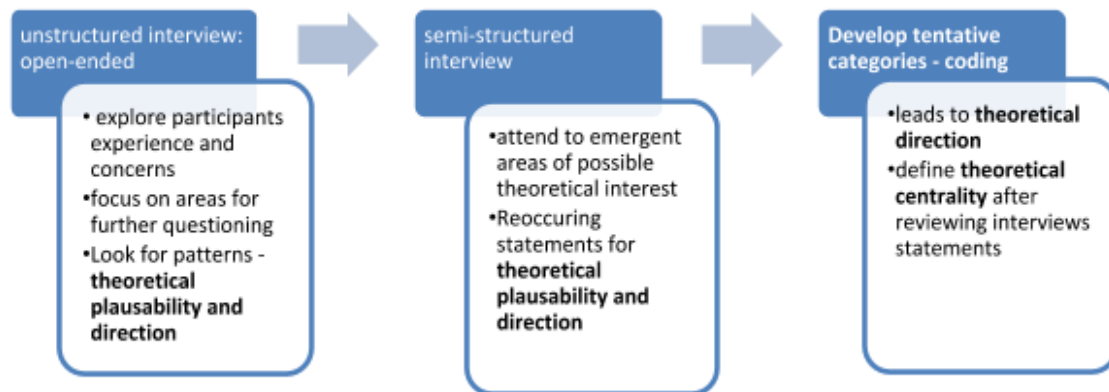 unstructured interview:
open-ended
• explore participants
experience and
concerns
•focus on areas for
further questioning
•Look for patterns -
theoretical
plausability and
direction
semi-structured
interview
•attend to emergent
areas of possible
theoretical interest
•Reoccuring
statements for
theoretical
plausability and
direction
Develop tentative
categories - coding
•leads to theoretical
direction
•define theoretical
centrality after
reviewing interviews
statements